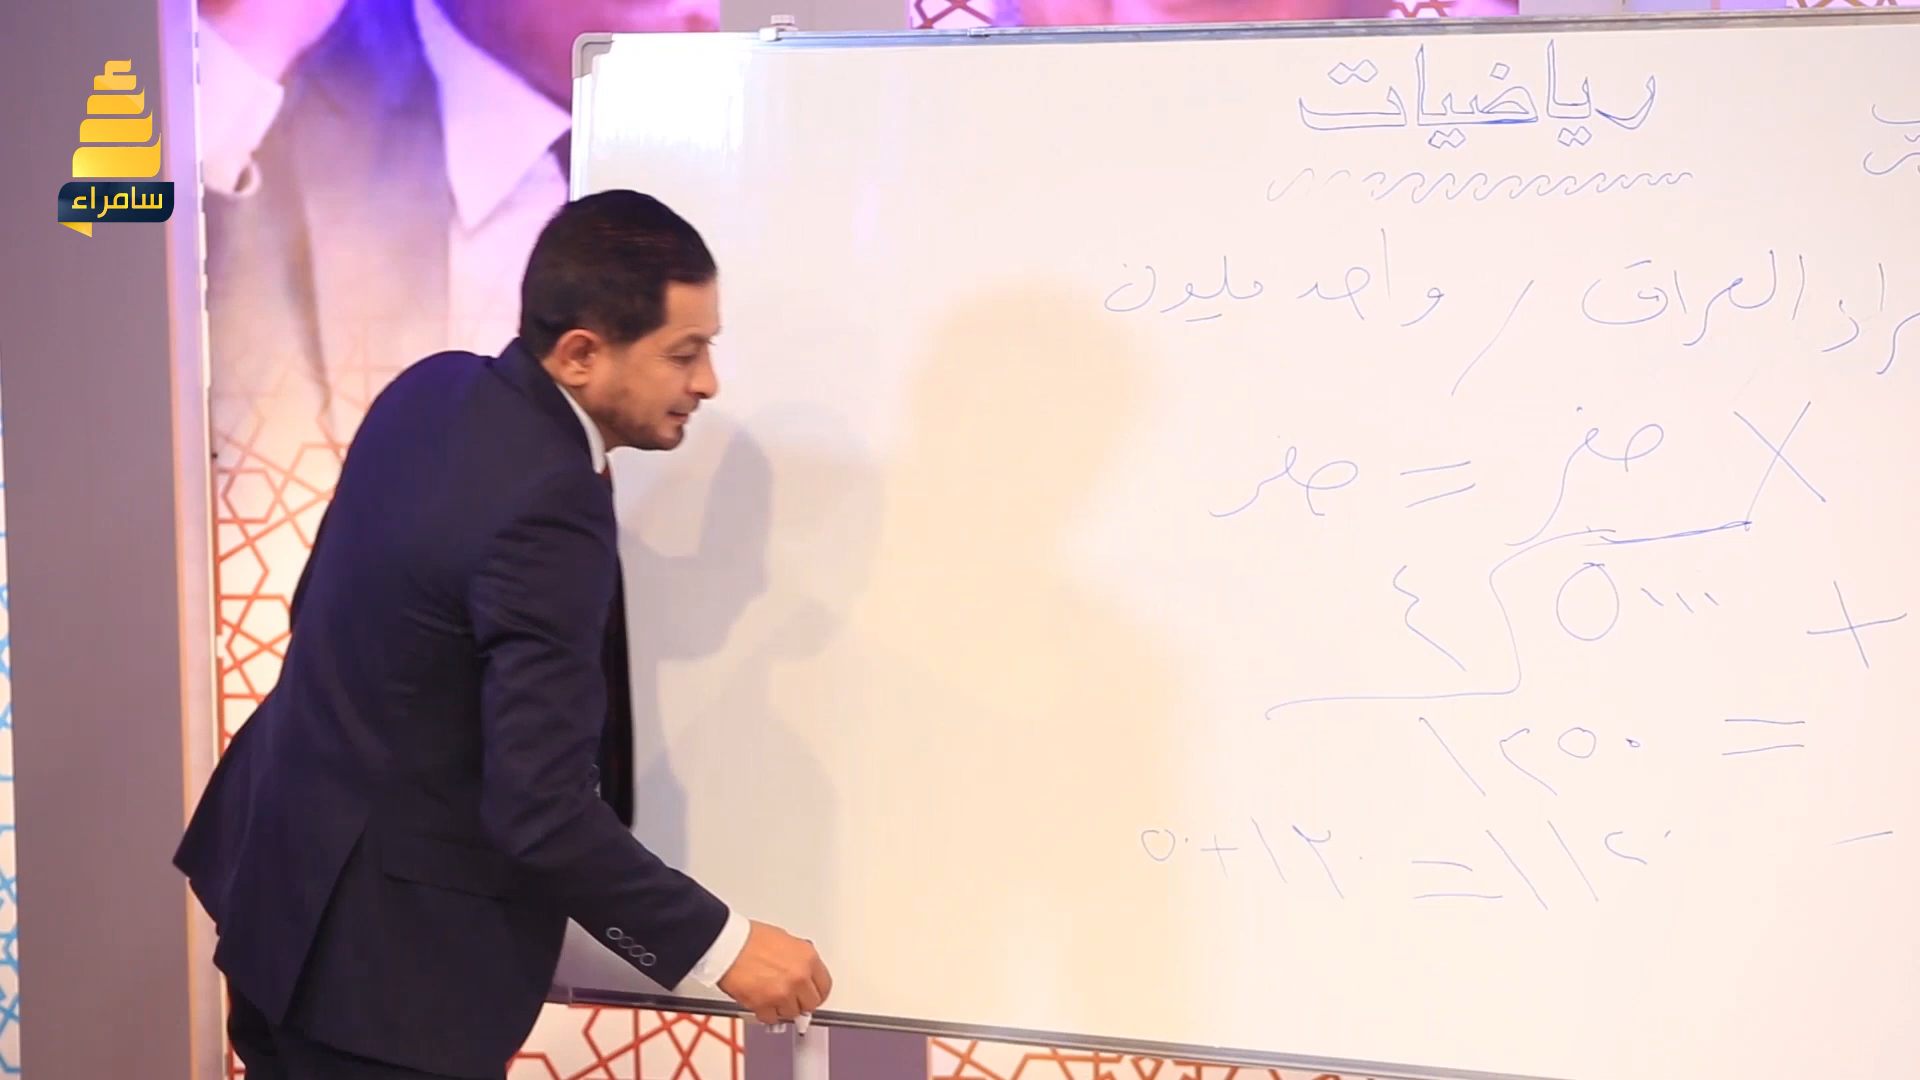 سامراء
رياضيات
العراق / واحد مليون
× صفر = صفر
+ ٥٠٠٠ ٤
= ١٢٥٠
- ١١٢٠ = ١٢٠+٥٠